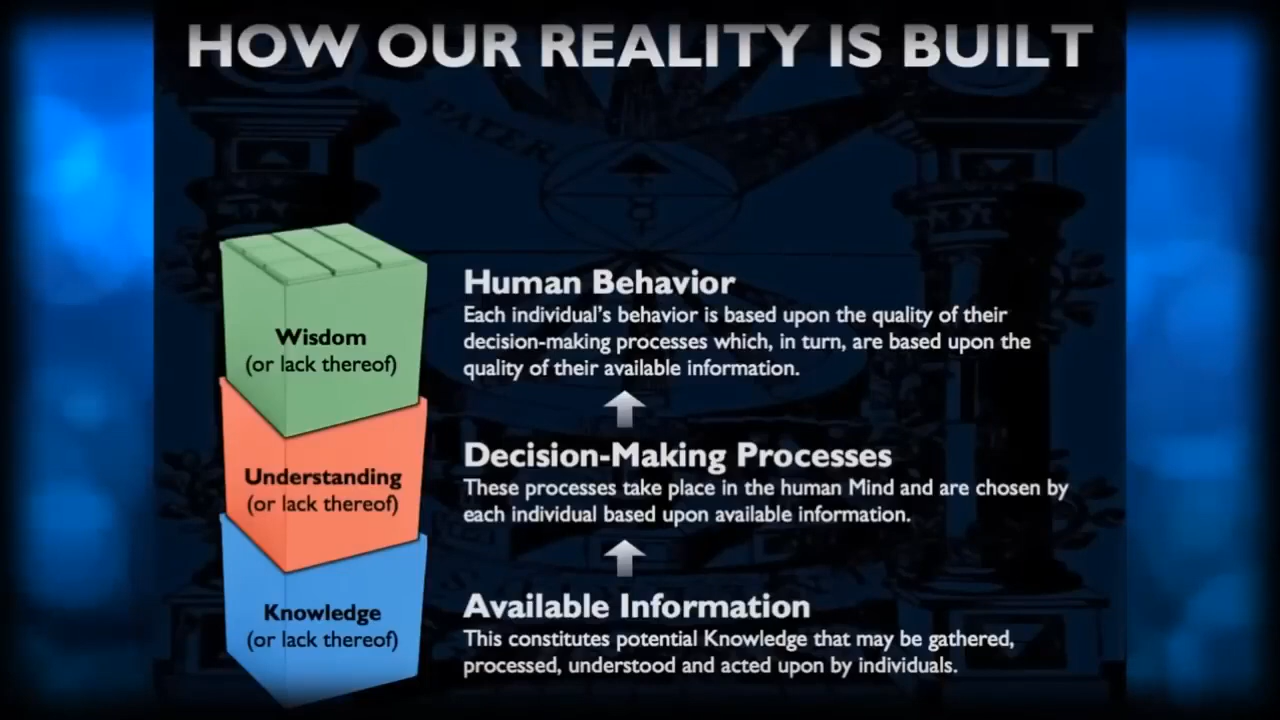 HOW OUR REALITY IS BUILT
PATER
Wisdom
(or lack thereof)
Human Behavior
Each individual's behavior is based upon the quality of their
decision-making processes which, in turn, are based upon the
quality of their available information.
Understanding
(or lack thereof)
Decision-Making Processes
These processes take place in the human Mind and are chosen by
each individual based upon available information.
Knowledge
(or lack thereof)
Available Information
This constitutes potential Knowledge that may be gathered,
processed, understood and acted upon by individuals.